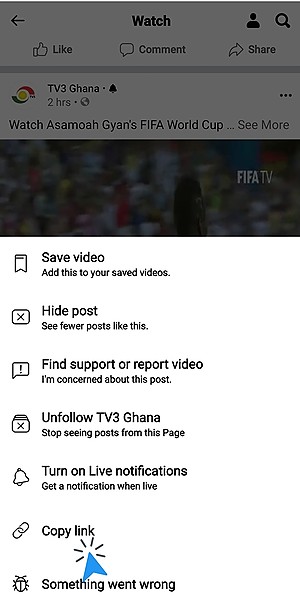 Watch
Like Comment Share
TV3 Ghana ·
2 hrs ·
Watch Asamoah Gyan's FIFA World Cup ... See More
FIFA TV
Save video
Add this to your saved videos.
Hide post
See fewer posts like this.
Find support or report video
I'm concerned about this post.
Unfollow TV3 Ghana
Stop seeing posts from this Page
Turn on Live notifications
Get a notification when live
Copy link
Something went wrong